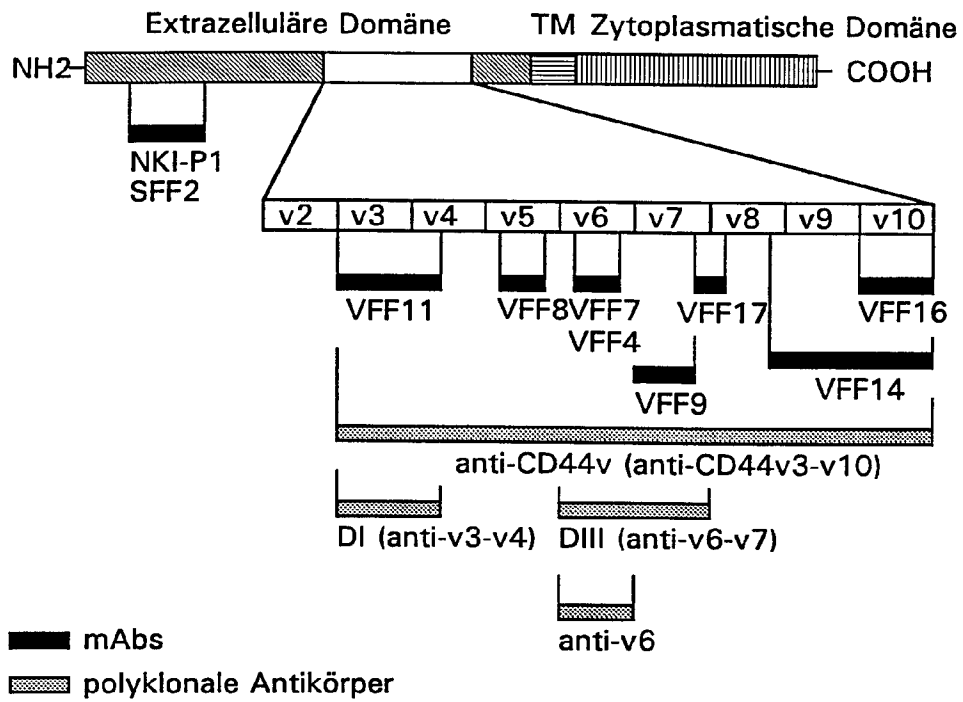 Extrazelluläre Domäne TM Zytoplasmatische Domäne
NH2 COOH
NKI-P1
SFF2
v2 v3 v4 v5 v6 v7 v8 v9 v10
VFF11 VFF8 VFF7 VFF17 VFF16
VFF4
VFF9 VFF14
anti-CD44v (anti-CD44v3-v10)
DI (anti-v3-v4) DIII (anti-v6-v7)
anti-v6
mAbs
polyklonale Antikörper